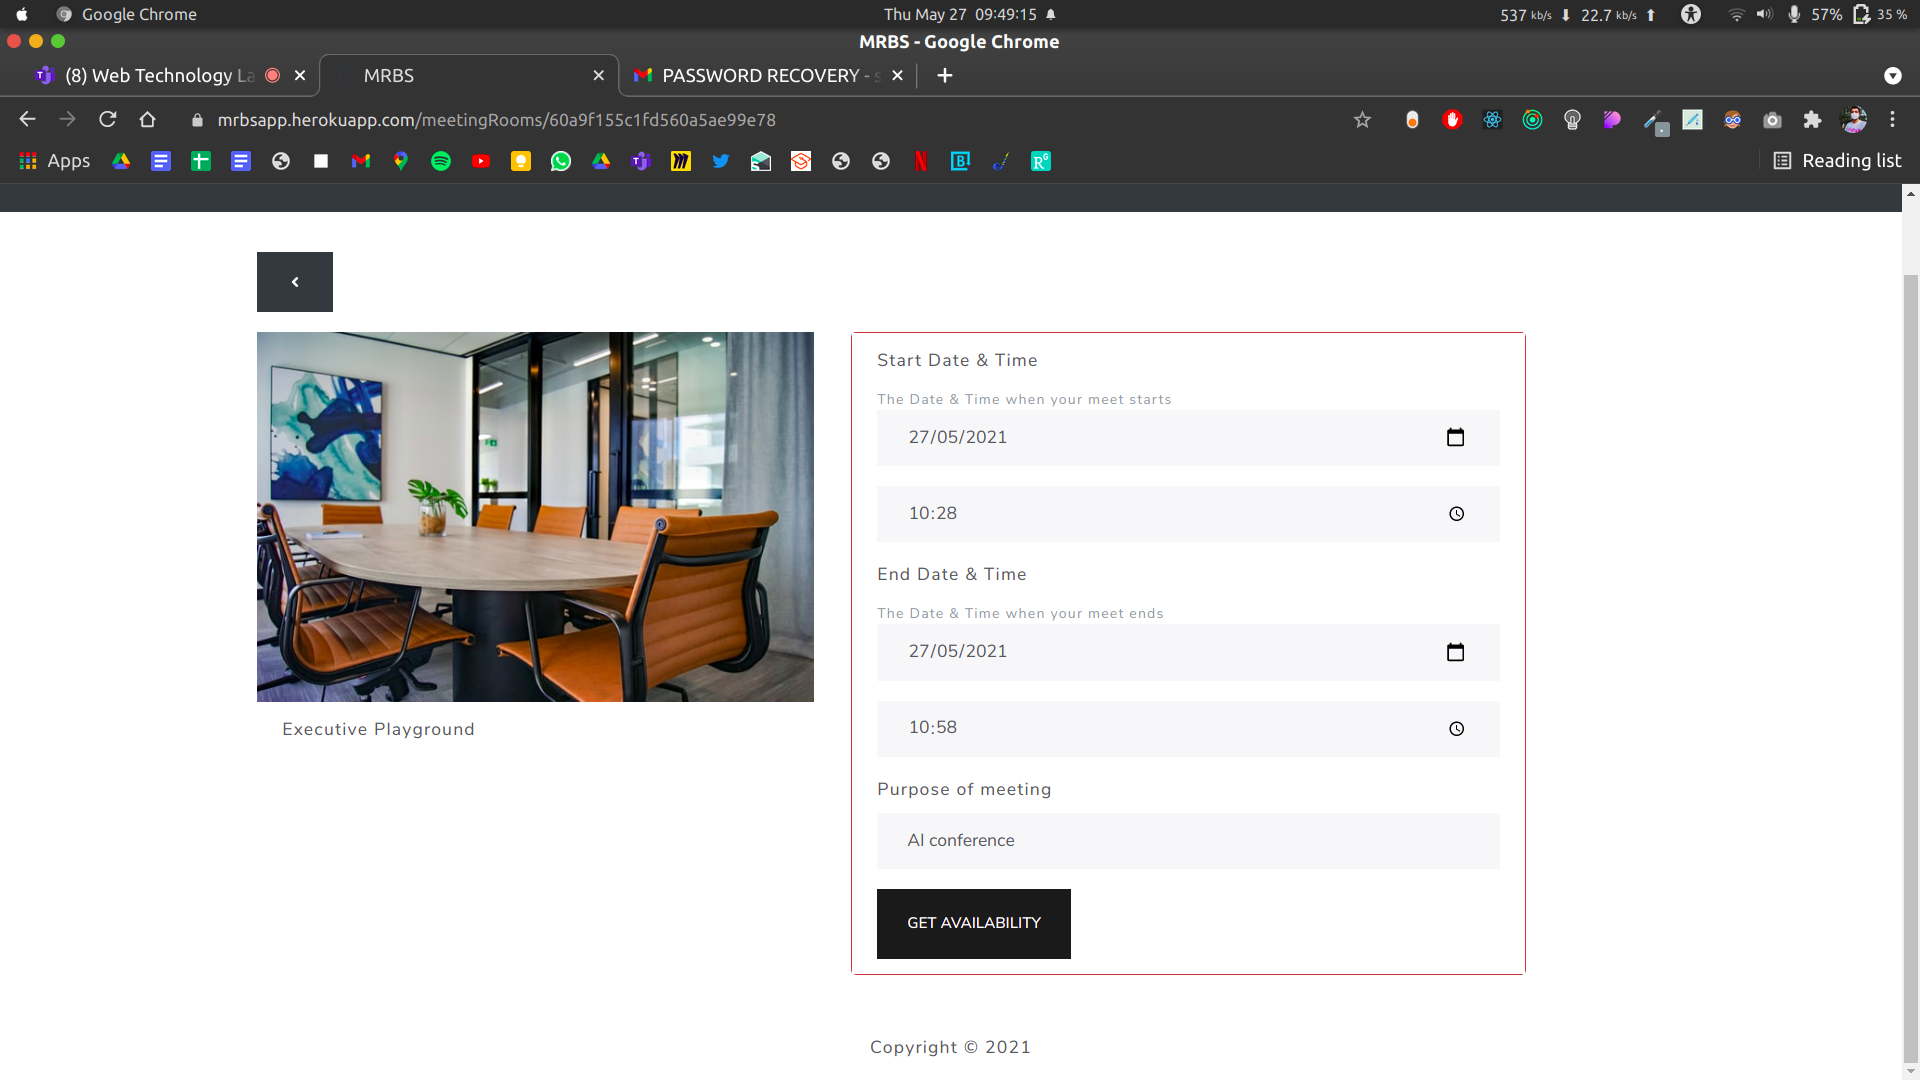 Google Chrome
Thu May 27 09:49:15
537 kb/s 22.7 kb/s 57% 35 %
MRBS - Google Chrome
(8) Web Technology La
MRBS
PASSWORD RECOVERY - s
mrbsapp.herokuapp.com/meetingRooms/60a9f155c1fd560a5ae99e78
Apps
Reading list
Start Date & Time
The Date & Time when your meet starts
27/05/2021
10:28
End Date & Time
The Date & Time when your meet ends
27/05/2021
10:58
Executive Playground
Purpose of meeting
AI conference
GET AVAILABILITY
Copyright © 2021